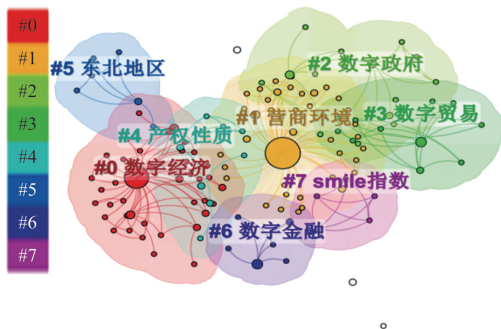 #0
#1
#2
#3
#4
#5
#6
#7
#5 东北地区
#2 数字政府
#1 营商环境
#3 数字贸易
#4 产权性质
#0 数字经济
#7 smile指数
#6 数字金融